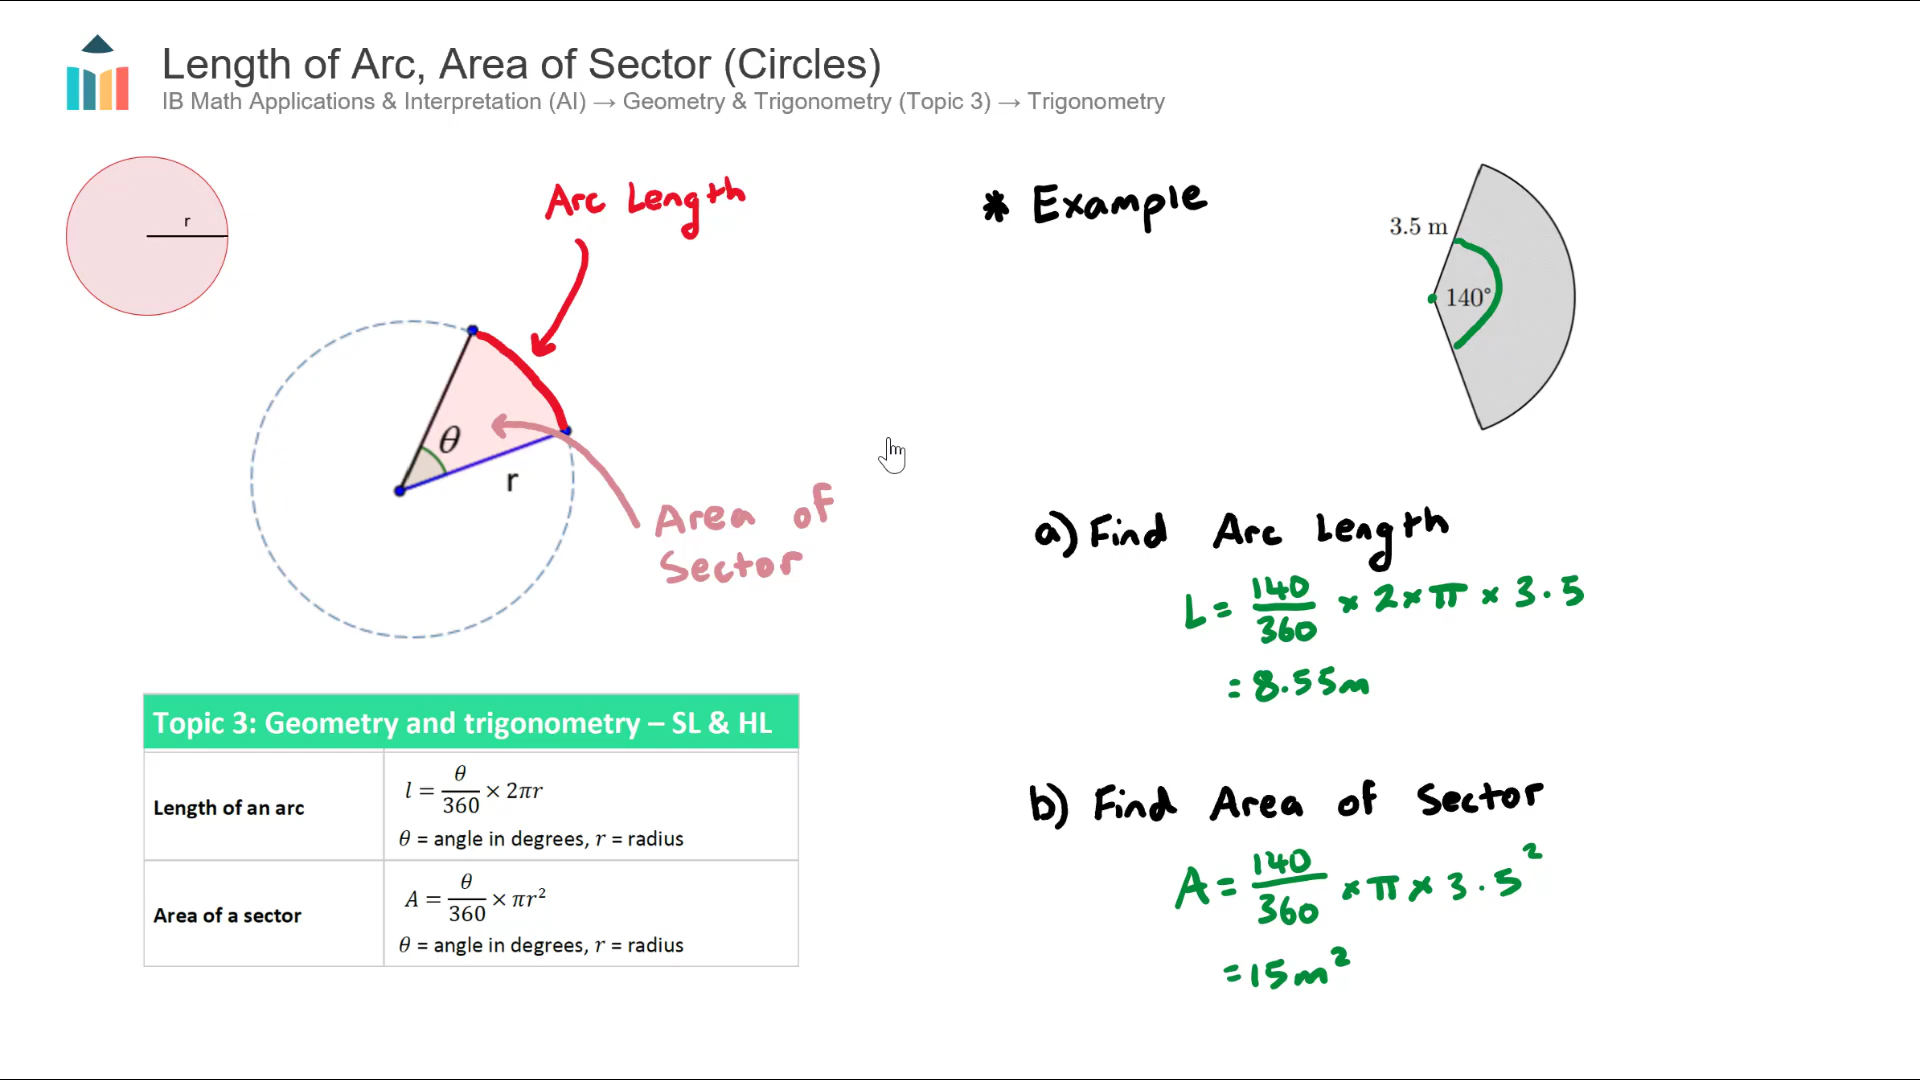 Length of Arc, Area of Sector (Circles)
IB Math Applications & Interpretation (AI) → Geometry & Trigonometry (Topic 3) → Trigonometry
r
Arc Length
θ
r
Area of
Sector
Topic 3: Geometry and trigonometry – SL & HL
Length of an arc
l = θ/360 × 2πr
θ = angle in degrees, r = radius
Area of a sector
A = θ/360 × πr²
θ = angle in degrees, r = radius
* Example
3.5 m
140°
a) Find Arc Length
L = 140/360 × 2 × π × 3.5
= 8.55m
b) Find Area of Sector
A = 140/360 × π × 3.5²
= 15m²